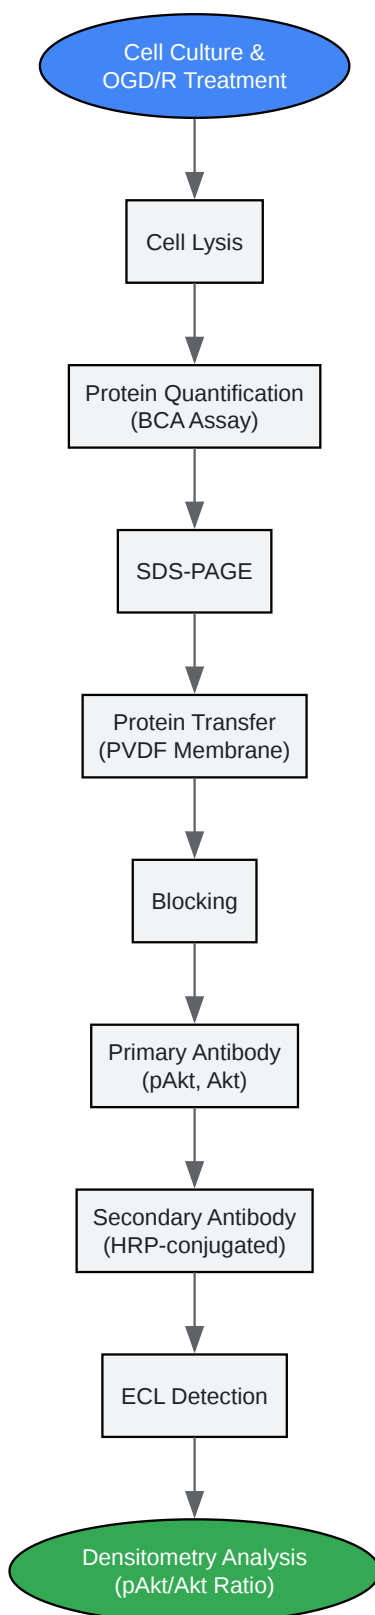 Cell Culture &
OGD/R Treatment
Cell Lysis
Protein Quantification
(BCA Assay)
SDS-PAGE
Protein Transfer
(PVDF Membrane)
Blocking
Primary Antibody
(pAkt, Akt)
Secondary Antibody
(HRP-conjugated)
ECL Detection
Densitometry Analysis
(pAkt/Akt Ratio)